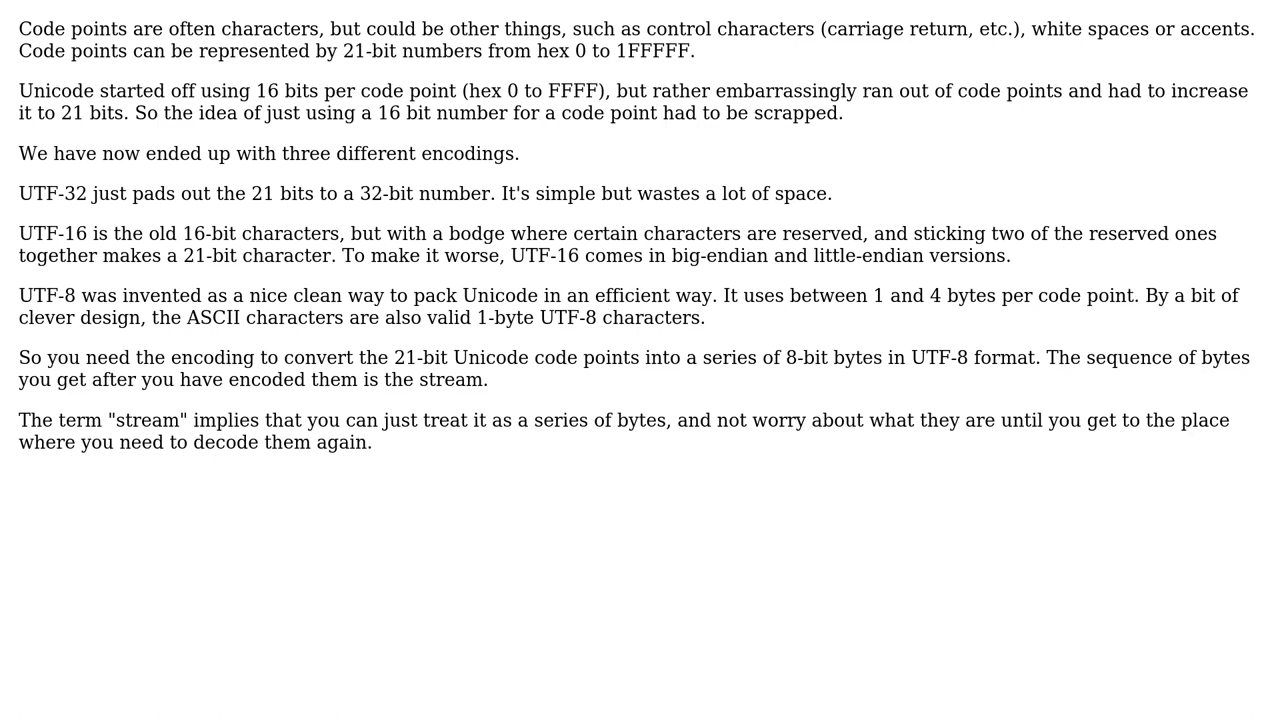 Code points are often characters, but could be other things, such as control characters (carriage return, etc.), white spaces or accents.
Code points can be represented by 21-bit numbers from hex 0 to 1FFFFF.
Unicode started off using 16 bits per code point (hex 0 to FFFF), but rather embarrassingly ran out of code points and had to increase
it to 21 bits. So the idea of just using a 16 bit number for a code point had to be scrapped.
We have now ended up with three different encodings.
UTF-32 just pads out the 21 bits to a 32-bit number. It's simple but wastes a lot of space.
UTF-16 is the old 16-bit characters, but with a bodge where certain characters are reserved, and sticking two of the reserved ones
together makes a 21-bit character. To make it worse, UTF-16 comes in big-endian and little-endian versions.
UTF-8 was invented as a nice clean way to pack Unicode in an efficient way. It uses between 1 and 4 bytes per code point. By a bit of
clever design, the ASCII characters are also valid 1-byte UTF-8 characters.
So you need the encoding to convert the 21-bit Unicode code points into a series of 8-bit bytes in UTF-8 format. The sequence of bytes
you get after you have encoded them is the stream.
The term "stream" implies that you can just treat it as a series of bytes, and not worry about what they are until you get to the place
where you need to decode them again.